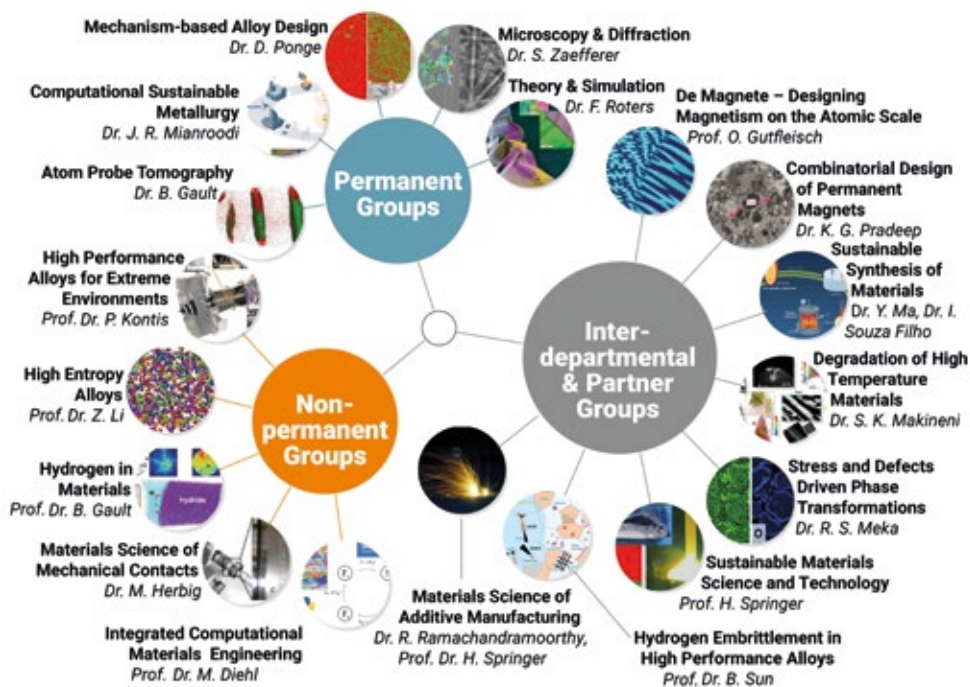 Mechanism-based Alloy Design
Dr. D. Ponge
Microscopy & Diffraction
Dr. S. Zaefferer
Computational Sustainable
Metallurgy
Dr. J. R. Mianroodi
Theory & Simulation
Dr. F. Roters
Atom Probe Tomography
Dr. B. Gault
Permanent
Groups
De Magnete – Designing
Magnetism on the Atomic Scale
Prof. O. Gutfleisch
Combinatorial Design
of Permanent
Magnets
Dr. K. G. Pradeep
Sustainable
Synthesis of
Materials
Dr. Y. Ma, Dr. I.
Souza Filho
Inter-
departmental
& Partner
Groups
Degradation of High
Temperature
Materials
Dr. S. K. Makineni
Stress and Defects
Driven Phase
Transformations
Dr. R. S. Meka
Sustainable Materials
Science and Technology
Prof. H. Springer
Hydrogen Embrittlement in
High Performance Alloys
Prof. Dr. B. Sun
Materials Science of
Additive Manufacturing
Dr. R. Ramachandramoorthy,
Prof. Dr. H. Springer
High Performance
Alloys for Extreme
Environments
Prof. Dr. P. Kontis
High Entropy
Alloys
Prof. Dr. Z. Li
Non-
permanent
Groups
Hydrogen in
Materials
Prof. Dr. B. Gault
hydride
Materials Science of
Mechanical Contacts
Dr. M. Herbig
Integrated Computational
Materials Engineering
Prof. Dr. M. Diehl